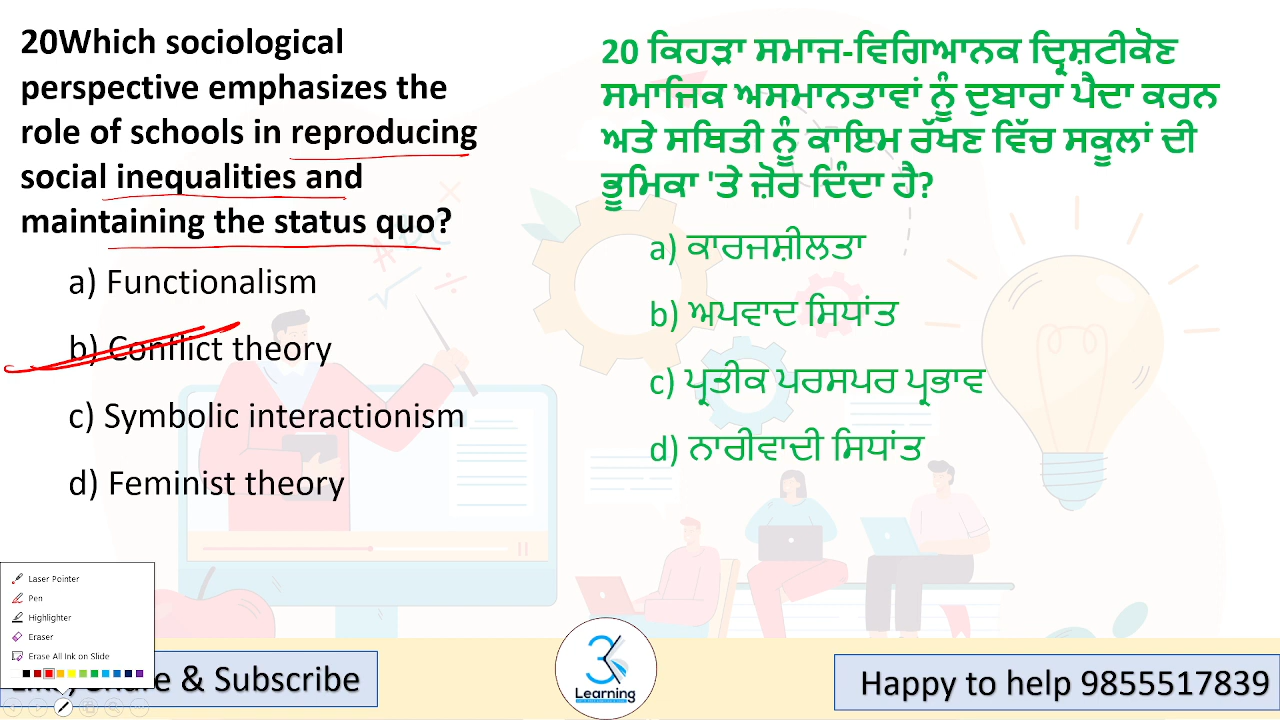 20Which sociological
perspective emphasizes the
role of schools in reproducing
social inequalities and
maintaining the status quo?
a) Functionalism
b) Conflict theory
c) Symbolic interactionism
d) Feminist theory
20 ਕਿਹੜਾ ਸਮਾਜ-ਵਿਗਿਆਨਕ ਦ੍ਰਿਸ਼ਟੀਕੋਣ
ਸਮਾਜਿਕ ਅਸਮਾਨਤਾਵਾਂ ਨੂੰ ਦੁਬਾਰਾ ਪੈਦਾ ਕਰਨ
ਅਤੇ ਸਥਿਤੀ ਨੂੰ ਕਾਇਮ ਰੱਖਣ ਵਿੱਚ ਸਕੂਲਾਂ ਦੀ
ਭੂਮਿਕਾ 'ਤੇ ਜ਼ੋਰ ਦਿੰਦਾ ਹੈ?
a) ਕਾਰਜਸ਼ੀਲਤਾ
b) ਅਪਵਾਦ ਸਿਧਾਂਤ
c) ਪ੍ਰਤੀਕ ਪਰਸਪਰ ਪ੍ਰਭਾਵ
d) ਨਾਰੀਵਾਦੀ ਸਿਧਾਂਤ
Laser Pointer
Pen
Highlighter
Eraser
Erase All Ink on Slide
& Subscribe
3
Learning
Happy to help 9855517839